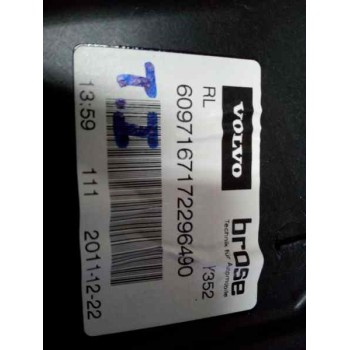 VOLVO
brose
Technik für Automobile
RL
Y352
6097167172296490
T.I
13:59 111 2011-12-22